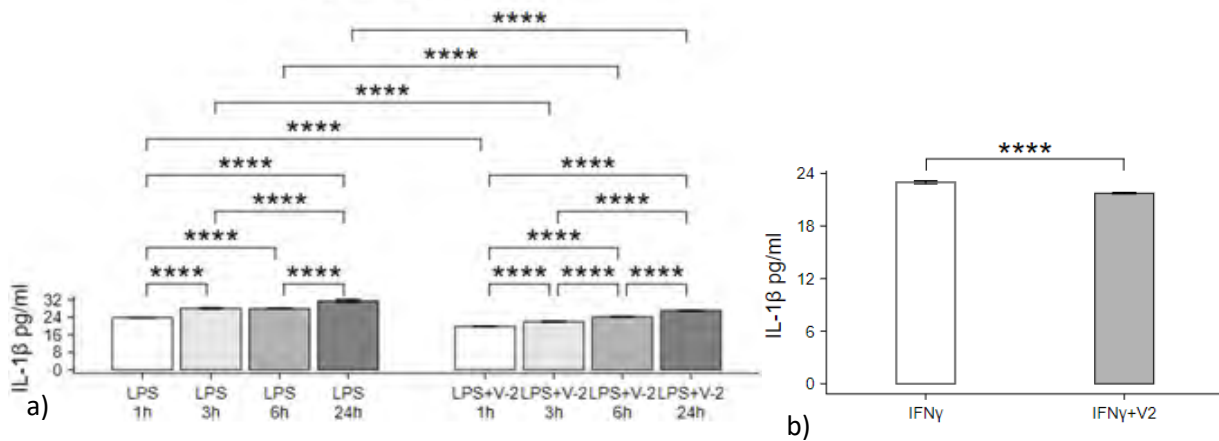 ****
****
****
****
**** ****
**** ****
**** ****
**** **** **** **** ****
IL-1β pg/ml
32
24
16
8
0
LPS LPS LPS LPS LPS+V-2 LPS+V-2 LPS+V-2 LPS+V-2
1h 3h 6h 24h 1h 3h 6h 24h
a)
****
IL-1β pg/ml
24
18
12
6
0
IFNγ IFNγ+V2
b)